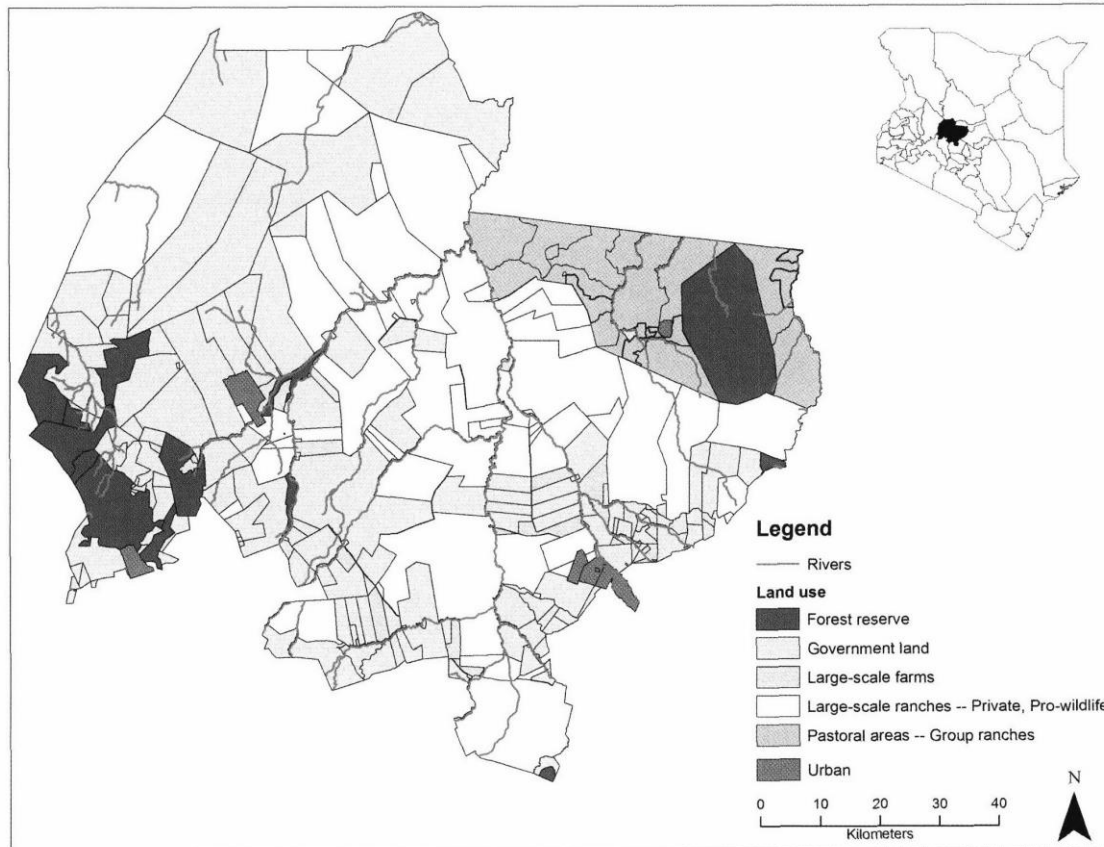 Legend
Rivers
Land use
Forest reserve
Government land
Large-scale farms
Large-scale ranches -- Private, Pro-wildlife
Pastoral areas -- Group ranches
Urban
N
0 10 20 30 40
Kilometers